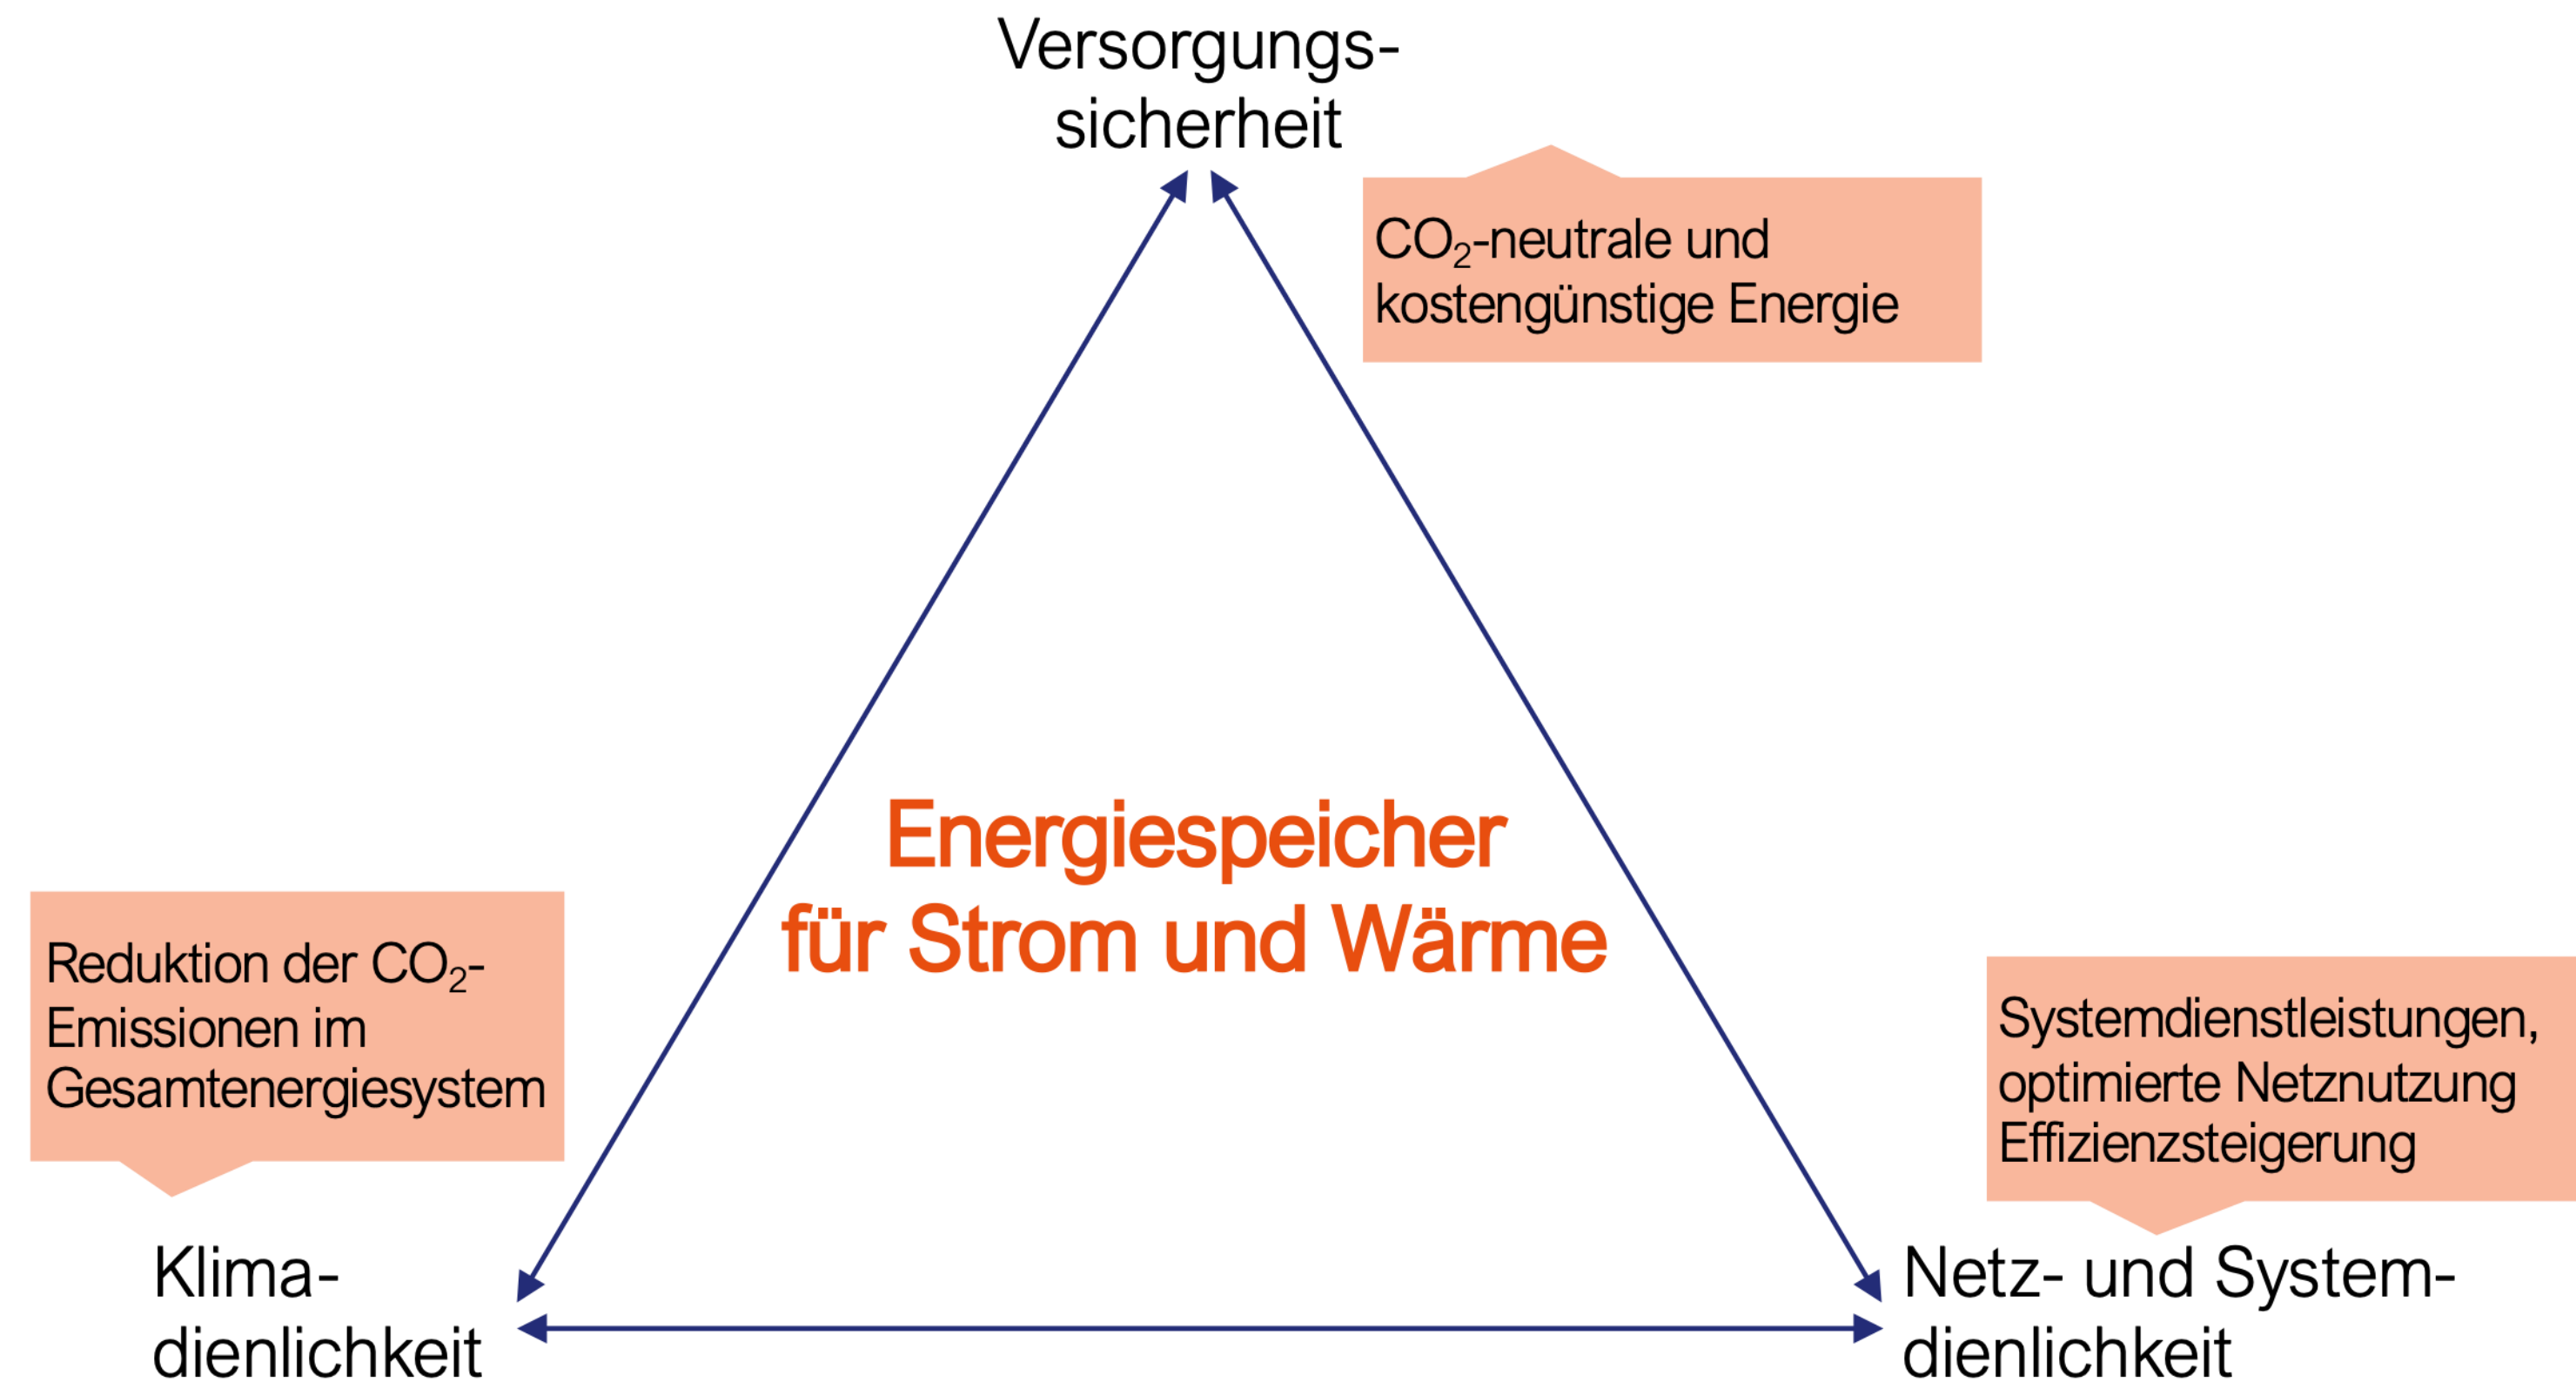 Versorgungs-
sicherheit
CO₂-neutrale und
kostengünstige Energie
Energiespeicher
für Strom und Wärme
Reduktion der CO₂-
Emissionen im
Gesamtenergiesystem
Systemdienstleistungen,
optimierte Netznutzung
Effizienzsteigerung
Klima-
dienlichkeit
Netz- und System-
dienlichkeit